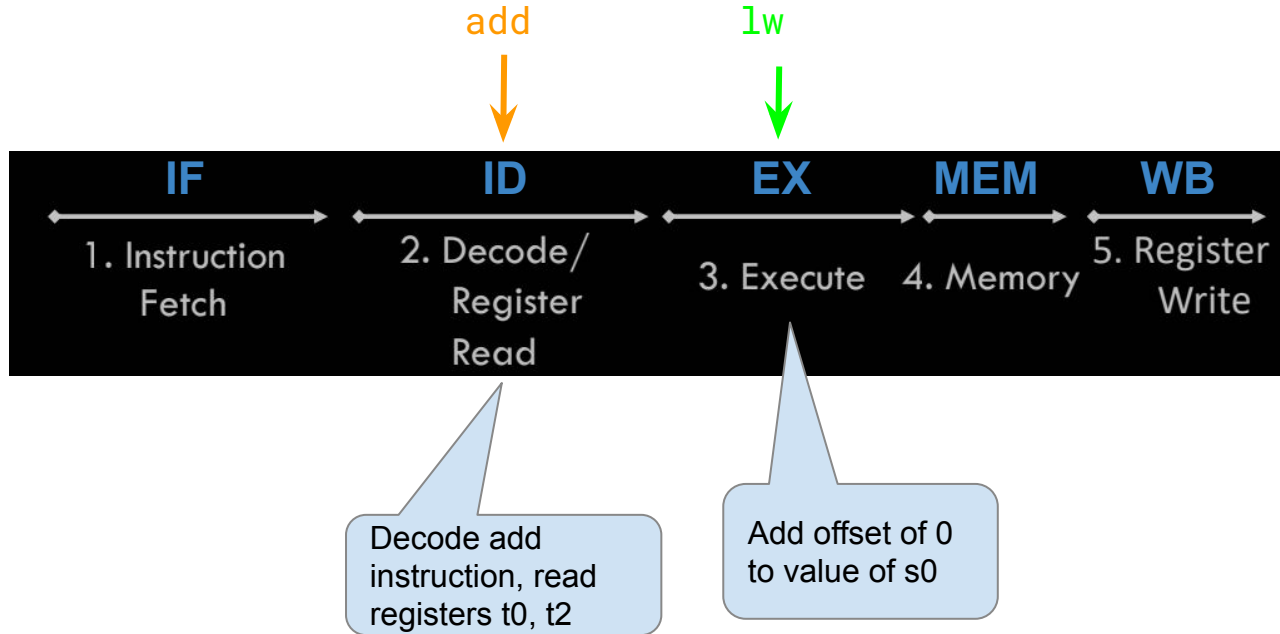 add
lw
IF
ID
EX
MEM
WB
1. Instruction
Fetch
2. Decode/
Register
Read
3. Execute
4. Memory
5. Register
Write
Decode add
instruction, read
registers t0, t2
Add offset of 0
to value of s0